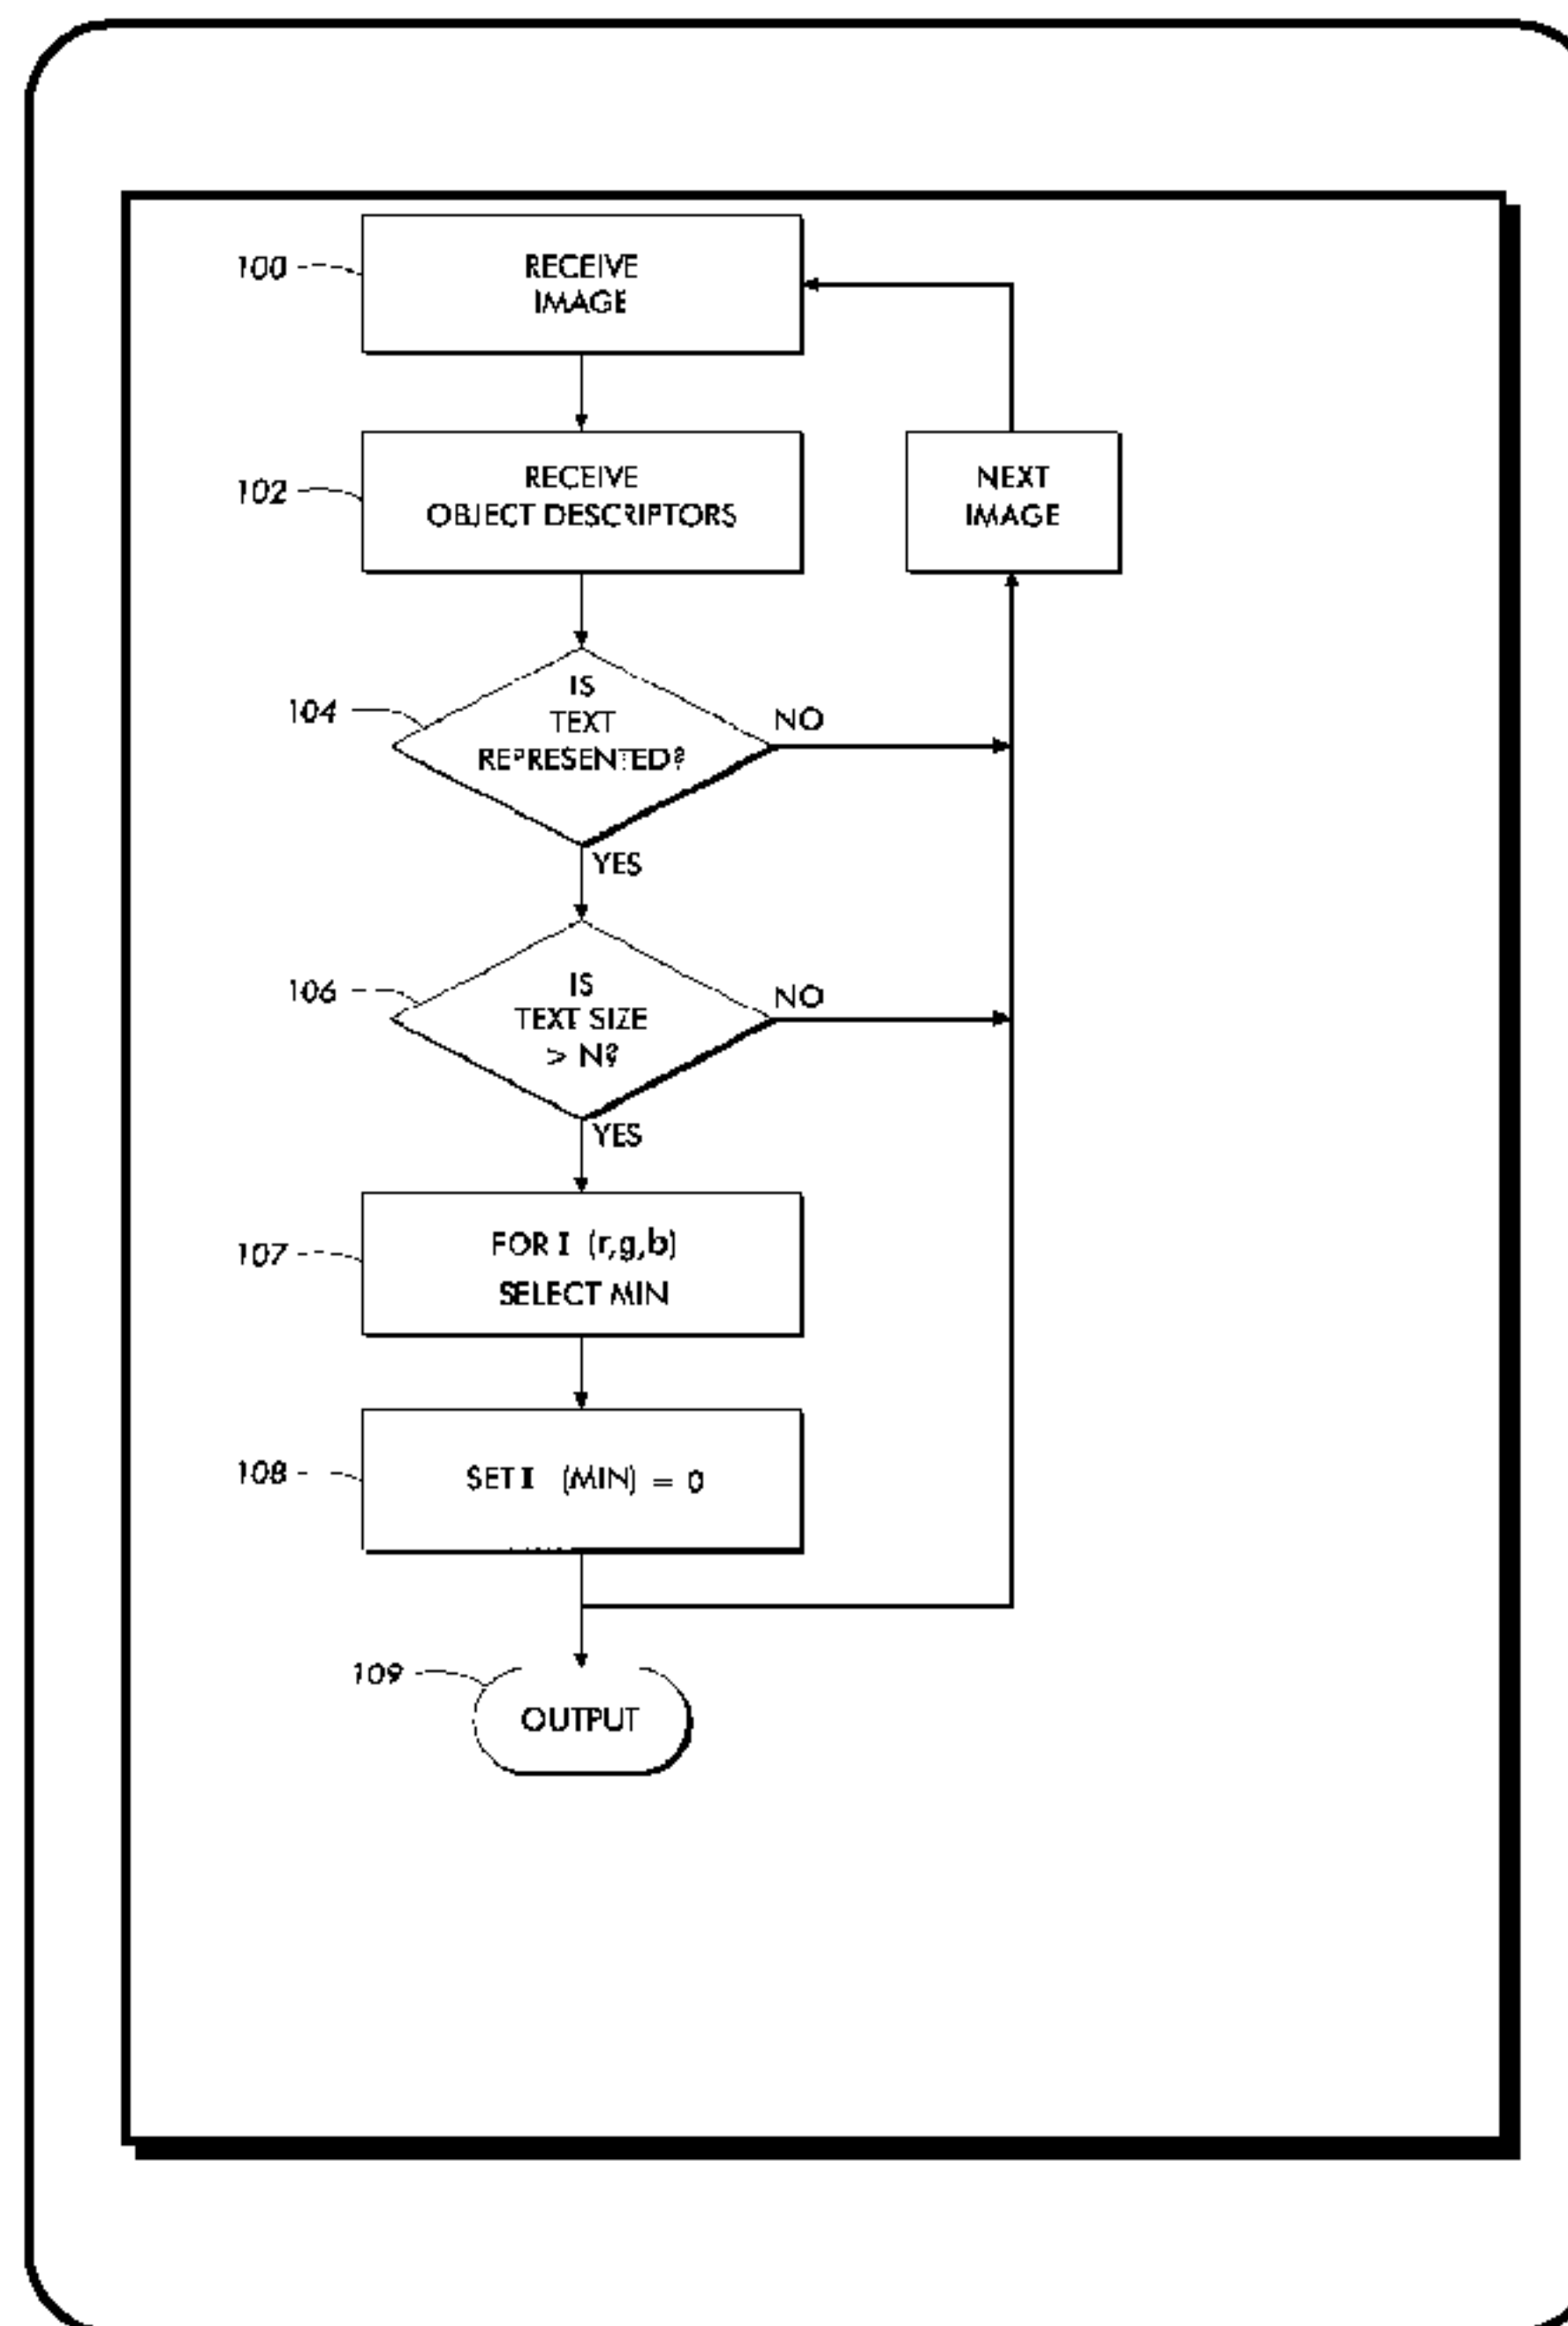 100
RECEIVE
IMAGE
102
RECEIVE
OBJECT DESCRIPTORS
NEXT
IMAGE
104
IS
TEXT
REPRESENTED?
NO
YES
106
IS
TEXT SIZE
> N?
NO
YES
107
FOR I (r,g,b)
SELECT MIN
108
SET I (MIN) = 0
109
OUTPUT